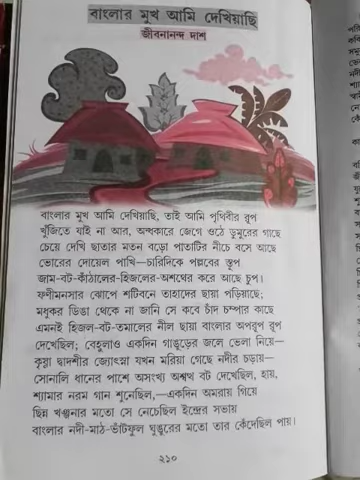 বাংলার মুখ আমি দেখিয়াছি
জীবনানন্দ দাশ
বাংলার মুখ আমি দেখিয়াছি, তাই আমি পৃথিবীর রূপ
খুঁজিতে যাই না আর, অন্ধকারে জেগে ওঠে ডুমুরের গাছে
চেয়ে দেখি ছাতার মতন বড়ো পাতাটির নীচে বসে আছে
ভোরের দোয়েল পাখি—চারিদিকে পল্লবের স্তূপ
জাম-বট-কাঁঠালের-হিজলের-অশথের করে আছে চুপ।
ফণীমনসার ঝোপে শটিবনে তাহাদের ছায়া পড়িয়াছে;
মধুকর ডিঙা থেকে না জানি সে কবে চাঁদ চম্পার কাছে
এমনই হিজল-বট-তমালের নীল ছায়া বাংলার অপরূপ রূপ
দেখেছিল; বেহুলাও একদিন গাঙুড়ের জলে ভেলা নিয়ে—
কৃষ্ণা দ্বাদশীর জ্যোৎস্না যখন মরিয়া গেছে নদীর চড়ায়—
সোনালি ধানের পাশে অসংখ্য অশ্বত্থ বট দেখেছিল, হায়,
শ্যামার নরম গান শুনেছিল,—একদিন অমরায় গিয়ে
ছিন্ন খঞ্জনার মতো সে নেচেছিল ইন্দ্রের সভায়
বাংলার নদী-মাঠ-ভাঁটফুল ঘুঙুরের মতো তার কেঁদেছিল পায়।
২১০